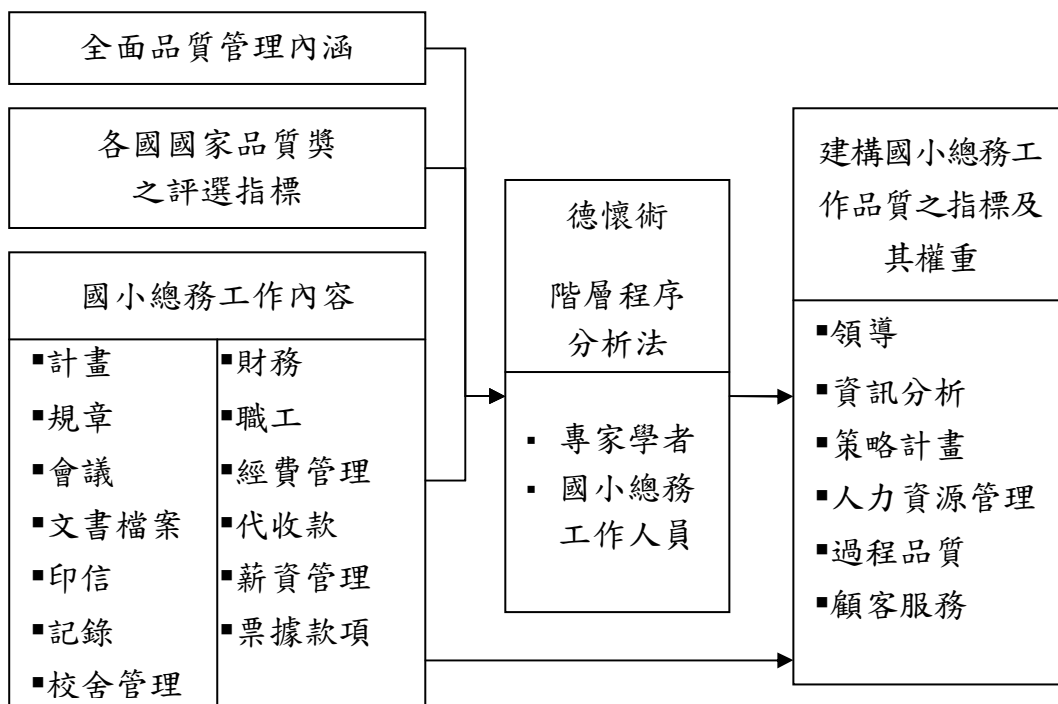 全面品質管理內涵
各國國家品質獎
之評選指標
國小總務工作內容
▪計畫
▪規章
▪會議
▪文書檔案
▪印信
▪記錄
▪校舍管理
▪財務
▪職工
▪經費管理
▪代收款
▪薪資管理
▪票據款項
德懷術
階層程序
分析法
▪ 專家學者
▪ 國小總務
工作人員
建構國小總務工
作品質之指標及
其權重
▪領導
▪資訊分析
▪策略計畫
▪人力資源管理
▪過程品質
▪顧客服務